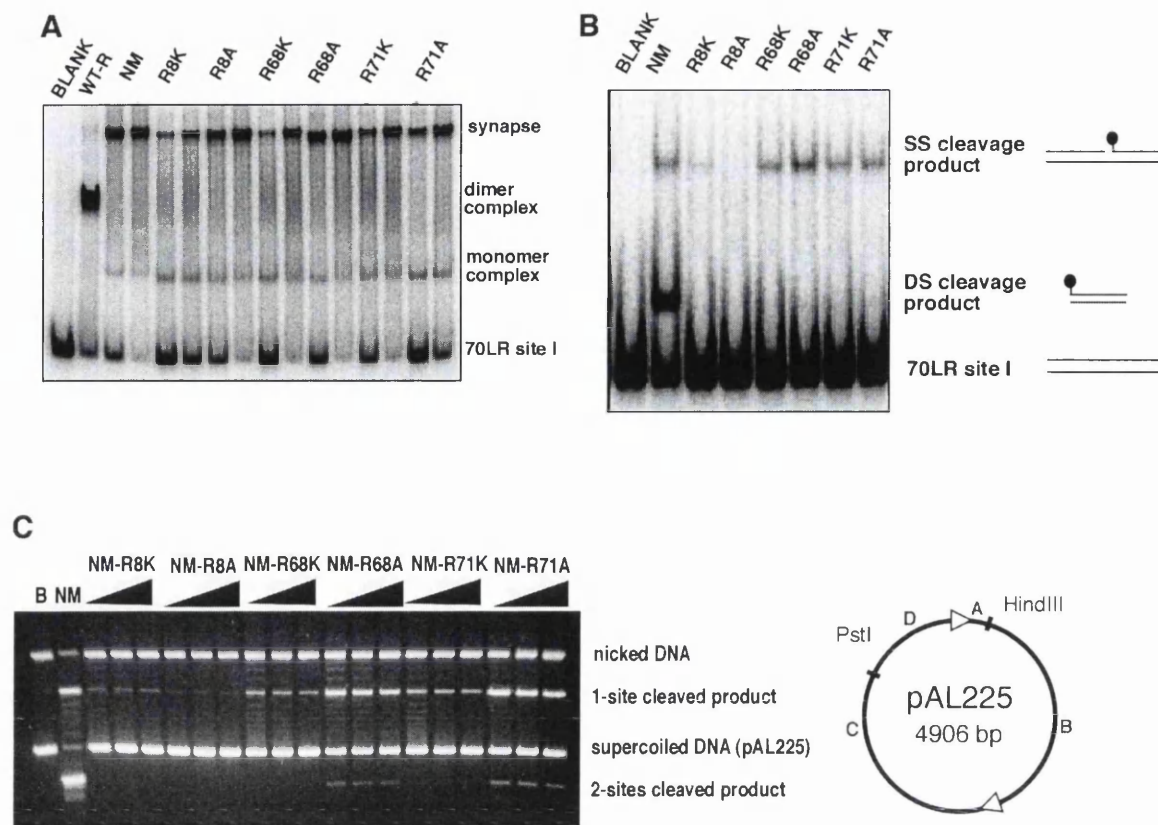 A
BLANK
WT-R
NM
R8K
R8A
R68K
R68A
R71K
R71A
synapse
dimer
complex
monomer
complex
70LR site I
B
BLANK
NM
R8K
R8A
R68K
R68A
R71K
R71A
SS cleavage
product
DS cleavage
product
70LR site I
C
NM-R8K NM-R8A NM-R68K NM-R68A NM-R71K NM-R71A
B NM
nicked DNA
1-site cleaved product
supercoiled DNA (pAL225)
2-sites cleaved product
D A HindIII
PstI
pAL225
4906 bp
C B